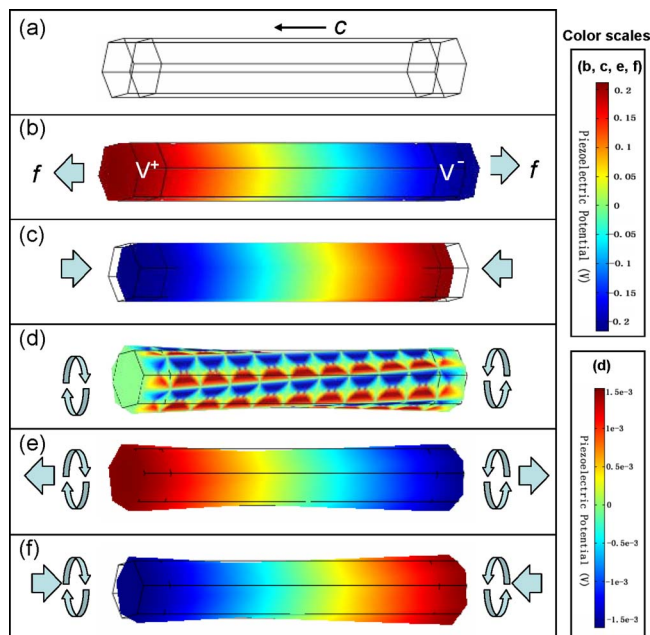 (a)
c
Color scales
(b, c, e, f)
0. 2
0. 15
0. 1
0. 05
0
0. 05
0. 1
0. 15
0. 2
Piezoelectric Potential (V)
(b)
f
V+
V−
f
(c)
(d)
(d)
1.5e-3
1e-3
5e-3
0
-5e-3
-1e-3
-1.5e-3
Piezoelectric Potential (V)
(e)
(f)